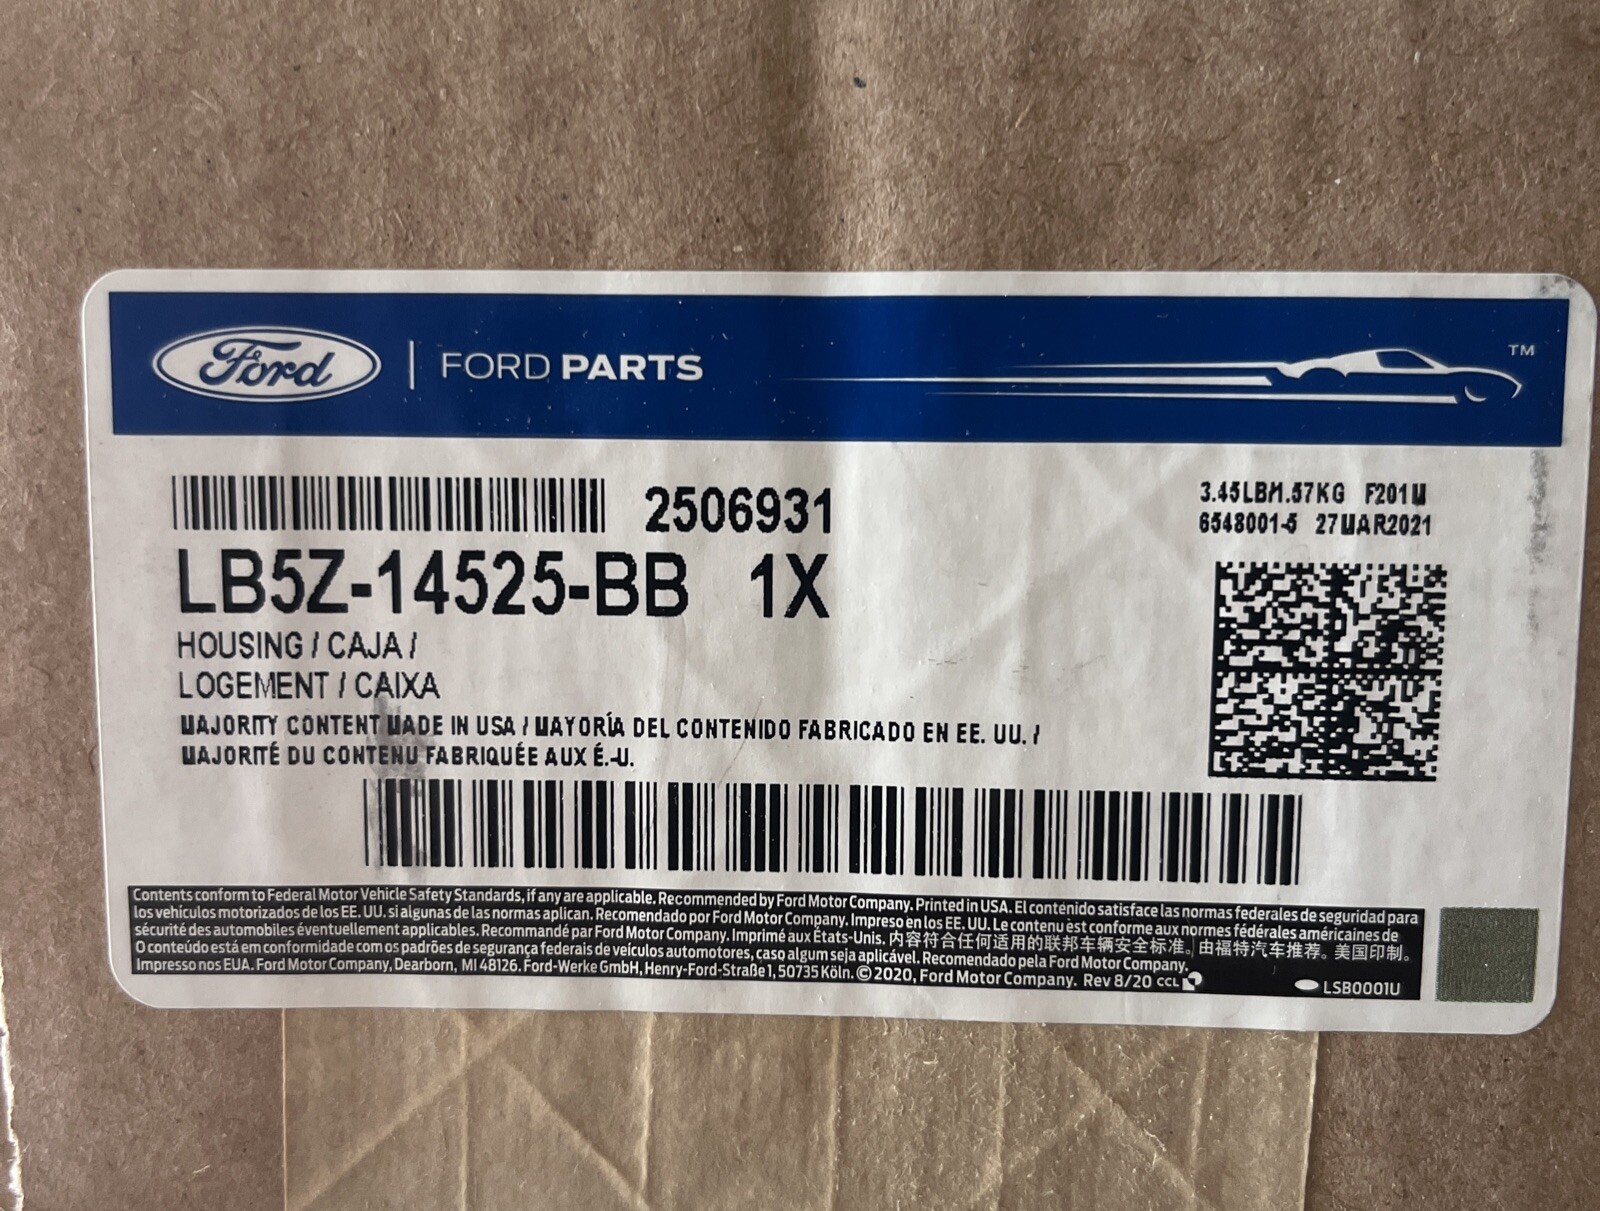 Ford | FORD PARTS ™
2506931
LB5Z-14525-BB 1X
HOUSING / CAJA /
LOGEMENT / CAIXA
MAJORITY CONTENT MADE IN USA / MAYORÍA DEL CONTENIDO FABRICADO EN EE. UU. /
MAJORITÉ DU CONTENU FABRIQUÉE AUX É.-U.
3.45LB/1.57KG F201M
6548001-5 27MAR2021
Contents conform to Federal Motor Vehicle Safety Standards, if any are applicable. Recommended by Ford Motor Company. Printed in USA. El contenido satisface las normas federales de seguridad para
los vehículos motorizados de los EE. UU. si algunas de las normas aplican. Recomendado por Ford Motor Company. Impreso en los EE. UU. Le contenu est conforme aux normes fédérales américaines de
sécurité des automobiles éventuellement applicables. Recommandé par Ford Motor Company. Imprimé aux États-Unis. 内容符合任何适用的联邦车辆安全标准。由福特汽车推荐。美国印制。
O conteúdo está em conformidade com os padrões de segurança federais de veículos automotores, caso algum seja aplicável. Recomendado pela Ford Motor Company.
Impresso nos EUA. Ford Motor Company, Dearborn, MI 48126. Ford-Werke GmbH, Henry-Ford-Straße 1, 50735 Köln. © 2020, Ford Motor Company. Rev 8/20 CCL
LSB0001U